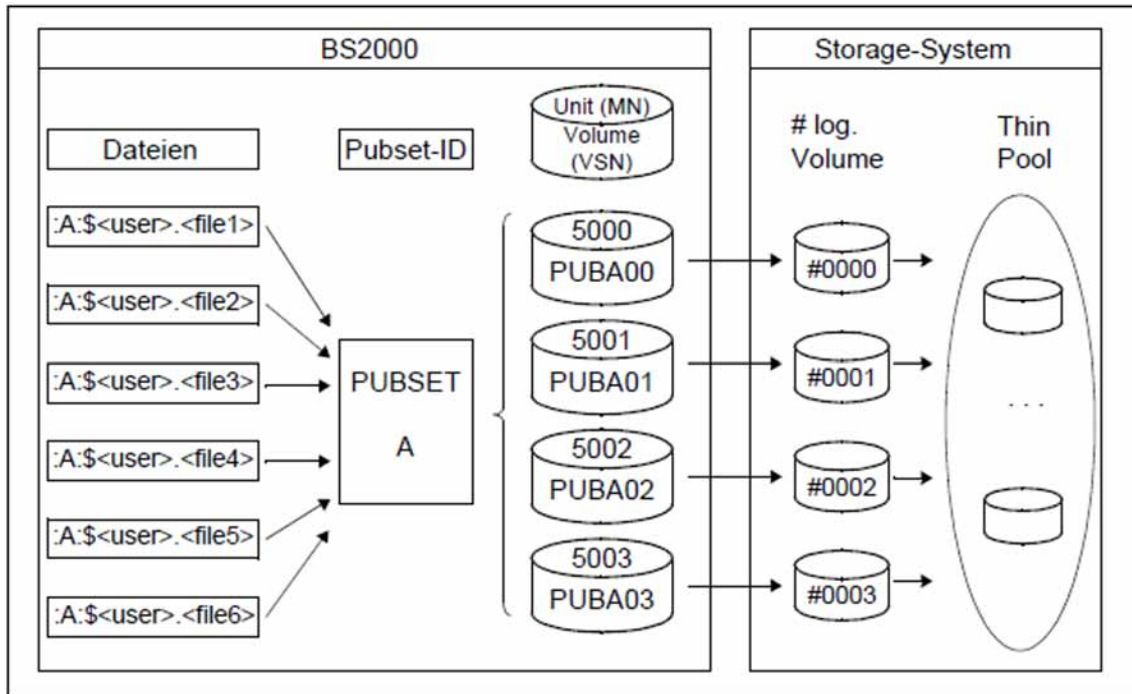 BS2000
Storage-System
Dateien
Pubset-ID
Unit (MN)
Volume
(VSN)
# log.
Volume
Thin
Pool
:A:$<user>.<file1>
:A:$<user>.<file2>
:A:$<user>.<file3>
:A:$<user>.<file4>
:A:$<user>.<file5>
:A:$<user>.<file6>
PUBSET
A
5000
PUBA00
5001
PUBA01
5002
PUBA02
5003
PUBA03
#0000
#0001
#0002
#0003
. . .